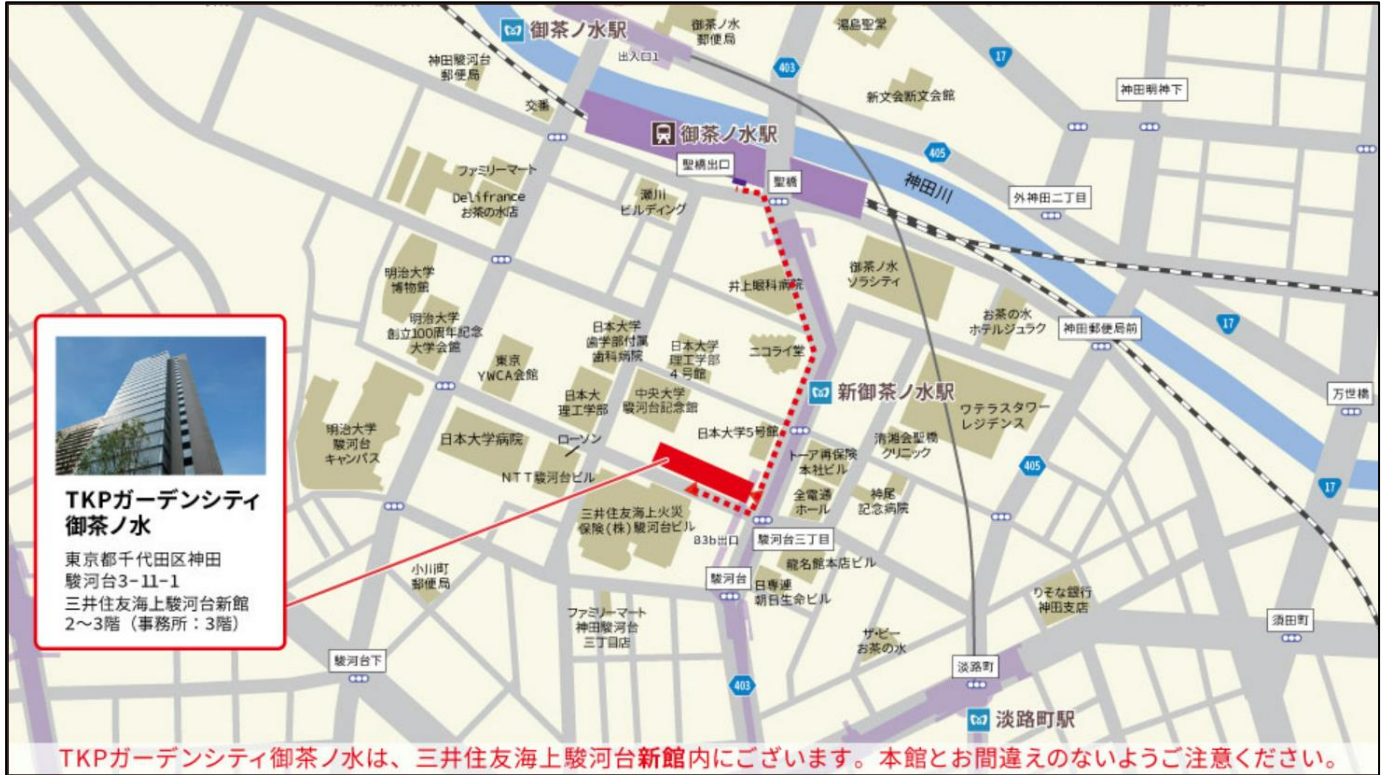 御茶ノ水駅
御茶ノ水
郵便局
湯島聖堂
出入口1
17
403
神田駿河台
郵便局
神田明神下
新文会断文会館
交番
御茶ノ水駅
聖橋出口
405
ファミリーマート
聖橋
神田川
外神田二丁目
Delifrance
お茶の水店
瀬川
ビルディング
明治大学
博物館
井上眼科病院
御茶ノ水
ソラシティ
お茶の水
ホテルジュラク
神田郵便局前
17
明治大学
創立100周年記念
大学会館
日本大学
歯学部付属
歯科病院
日本大学
理工学部
4号館
ニコライ堂
東京
YWCA会館
日本大
理工学部
中央大学
駿河台記念館
新御茶ノ水駅
万世橋
ワテラスタワー
レジデンス
明治大学
駿河台
キャンパス
日本大学病院
ローソン
日本大学5号館
清湘会聖橋
クリニック
トーア再保険
本社ビル
405
17
NTT駿河台ビル
全電通
ホール
神尾
記念病院
三井住友海上火災
保険(株)駿河台ビル
B3b出口
駿河台三丁目
龍名館本店ビル
小川町
郵便局
駿河台
日専連
朝日生命ビル
りそな銀行
神田支店
ファミリーマート
神田駿河台
三丁目店
須田町
ザ・ビー
お茶の水
駿河台下
淡路町
403
淡路町駅
TKPガーデンシティ
御茶ノ水
東京都千代田区神田
駿河台3-11-1
三井住友海上駿河台新館
2〜3階（事務所：3階）
TKPガーデンシティ御茶ノ水は、三井住友海上駿河台新館内にございます。本館とお間違えのないようご注意ください。